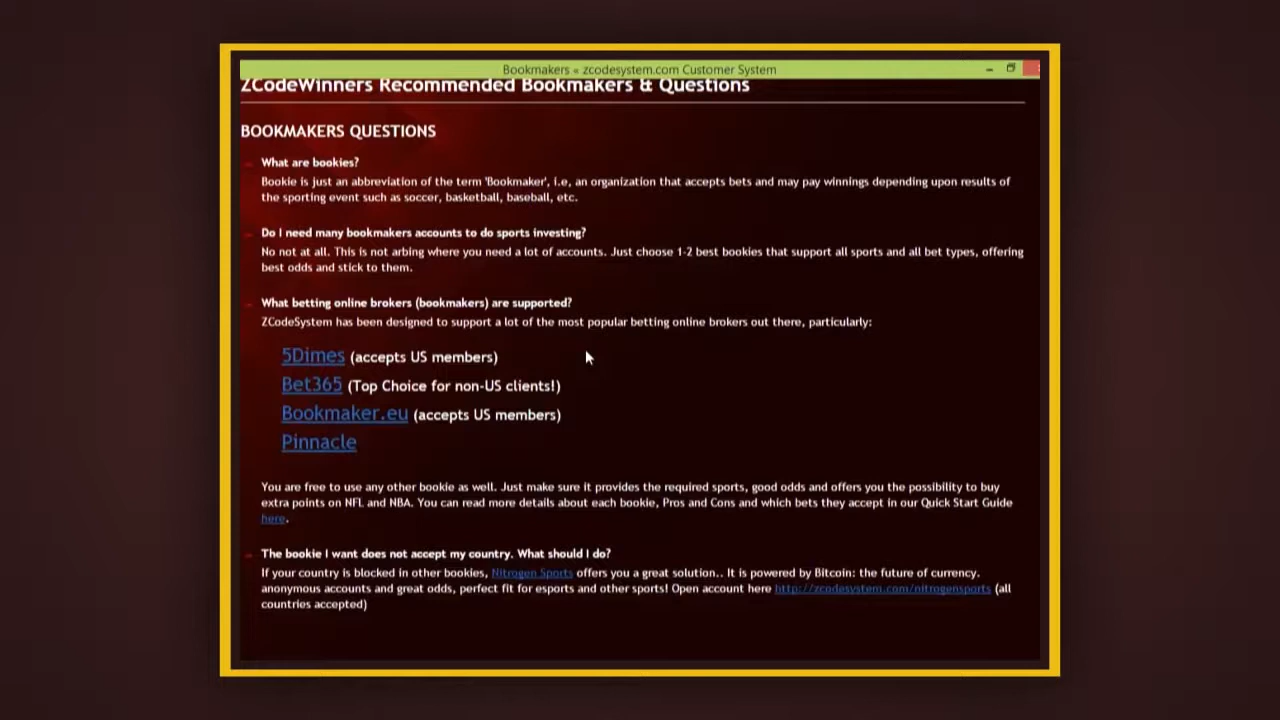 Bookmakers « zcodesystem.com Customer System
ZCodeWinners Recommended Bookmakers & Questions
BOOKMAKERS QUESTIONS
What are bookies?
Bookie is just an abbreviation of the term 'Bookmaker', i.e, an organization that accepts bets and may pay winnings depending upon results of
the sporting event such as soccer, basketball, baseball, etc.
Do I need many bookmakers accounts to do sports investing?
No not at all. This is not arbing where you need a lot of accounts. Just choose 1-2 best bookies that support all sports and all bet types, offering
best odds and stick to them.
What betting online brokers (bookmakers) are supported?
ZCodeSystem has been designed to support a lot of the most popular betting online brokers out there, particularly:
5Dimes (accepts US members)
Bet365 (Top Choice for non-US clients!)
Bookmaker.eu (accepts US members)
Pinnacle
You are free to use any other bookie as well. Just make sure it provides the required sports, good odds and offers you the possibility to buy
extra points on NFL and NBA. You can read more details about each bookie, Pros and Cons and which bets they accept in our Quick Start Guide
here.
The bookie I want does not accept my country. What should I do?
If your country is blocked in other bookies, Nitrogen Sports offers you a great solution.. It is powered by Bitcoin: the future of currency.
anonymous accounts and great odds, perfect fit for esports and other sports! Open account here http://zcodesystem.com/nitrogensports (all
countries accepted)